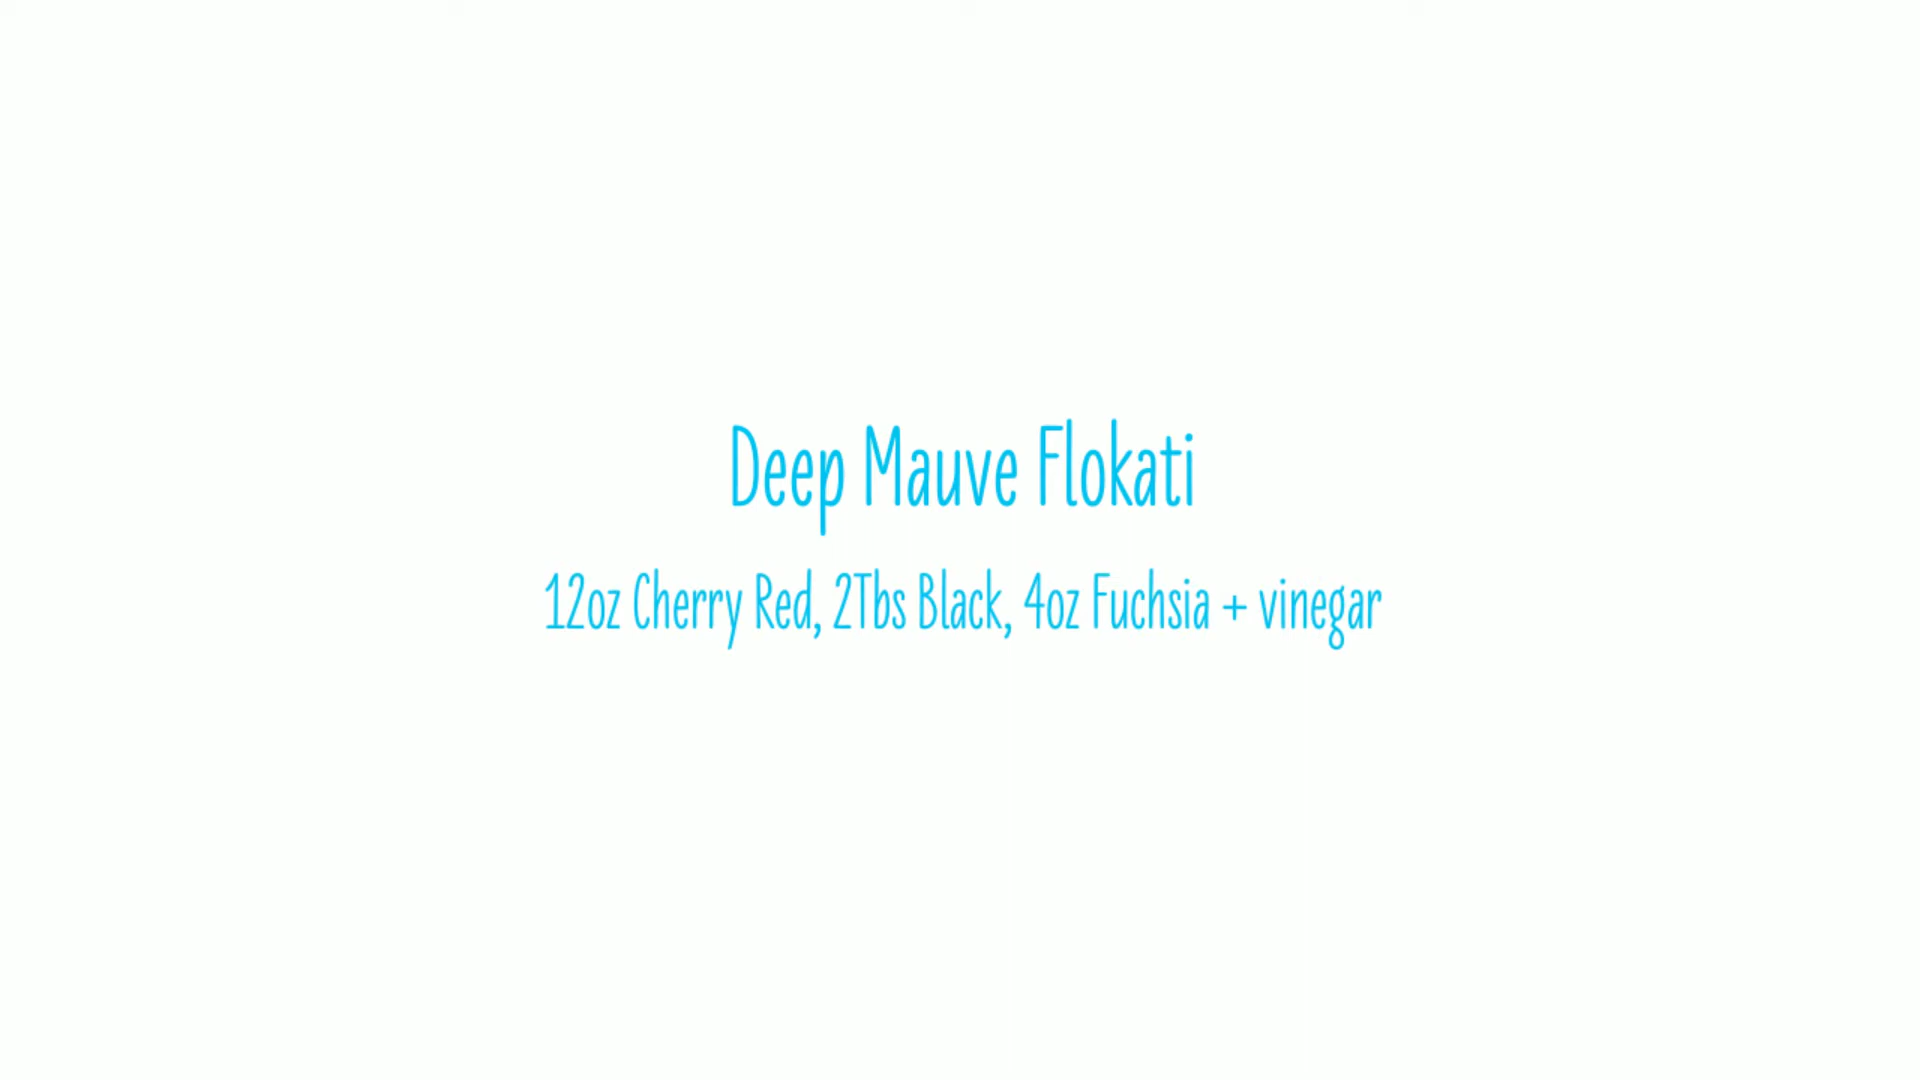 Deep Mauve Flokati
12oz Cherry Red, 2Tbs Black, 4oz Fuchsia + vinegar